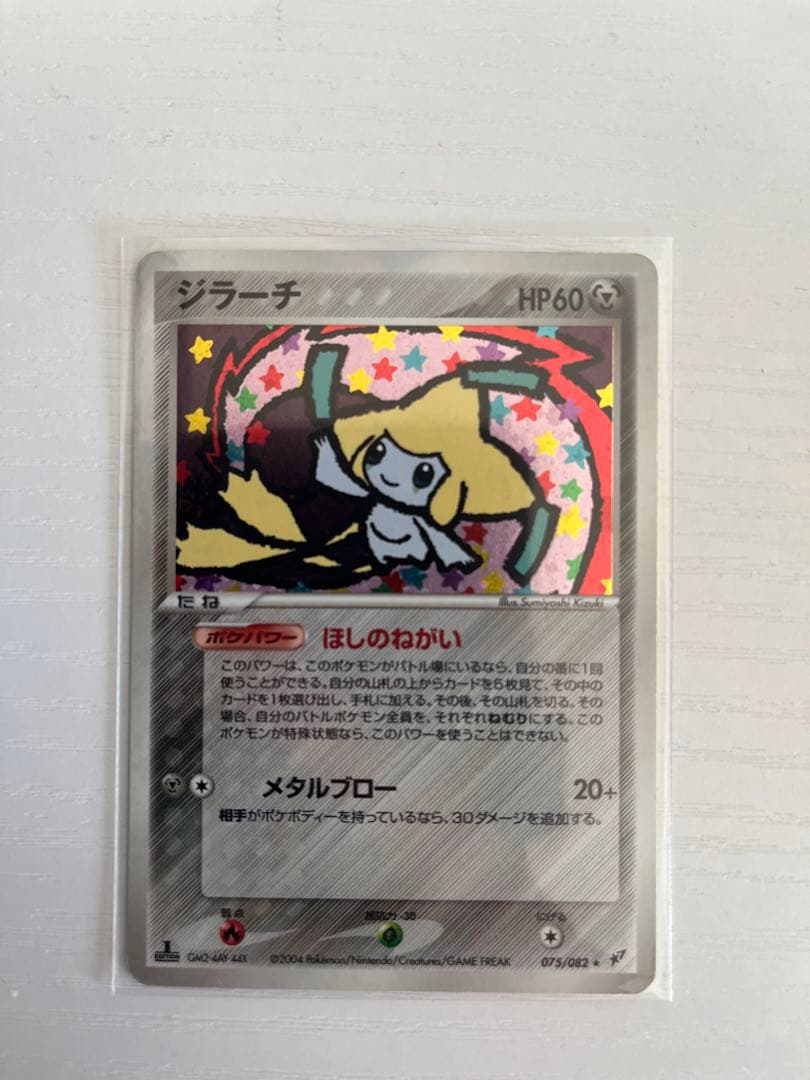 ジラーチ HP60
たね Illus. Sumiyoshi Kizuki
ポケパワー ほしのねがい
このパワーは、このポケモンがバトル場にいるなら、自分の番に1回
使うことができる。自分の山札の上からカードを5枚見て、その中の
カードを1枚選び出し、手札に加える。その後、その山札を切る。その
場合、自分のバトルポケモン全員を、それぞれねむりにする。この
ポケモンが特殊状態なら、このパワーを使うことはできない。
メタルブロー 20+
相手がポケボディーを持っているなら、30ダメージを追加する。
弱点 抵抗力 -30 にげる
1 EDITION GM2-4AY-44X ©2004 Pokémon/Nintendo/Creatures/GAME FREAK 075/082 ★